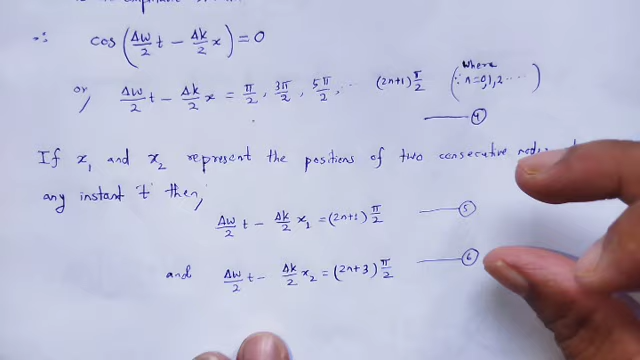 ∴ cos(Δw/2 t − Δk/2 x) = 0
or, Δw/2 t − Δk/2 x = π/2, 3π/2, 5π/2, ... (2n+1)π/2 (∵ where n=0,1,2.....)
④
If x₁ and x₂ represent the positions of two consecutive
any instant 't' then,
Δw/2 t − Δk/2 x₁ = (2n+1)π/2 ⑤
and Δw/2 t − Δk/2 x₂ = (2n+3)π/2 ⑥